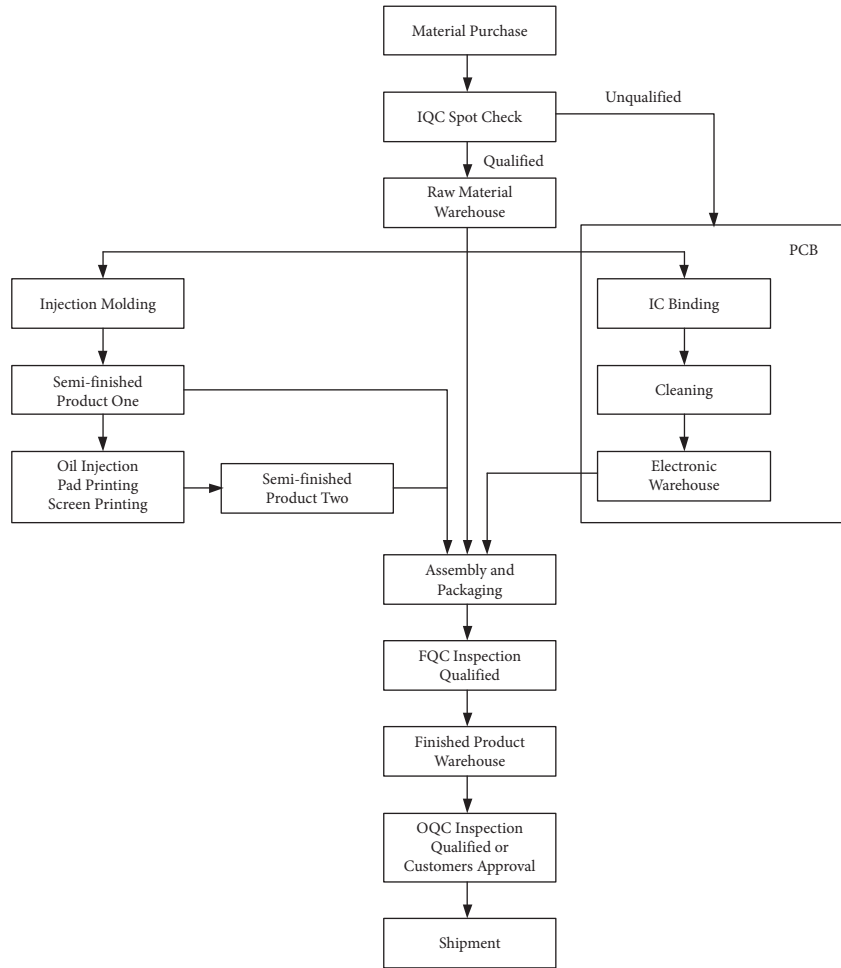 Material Purchase
IQC Spot Check
Unqualified
Qualified
Raw Material
Warehouse
PCB
Injection Molding
IC Binding
Semi-finished
Product One
Cleaning
Oil Injection
Pad Printing
Screen Printing
Semi-finished
Product Two
Electronic
Warehouse
Assembly and
Packaging
FQC Inspection
Qualified
Finished Product
Warehouse
OQC Inspection
Qualified or
Customers Approval
Shipment